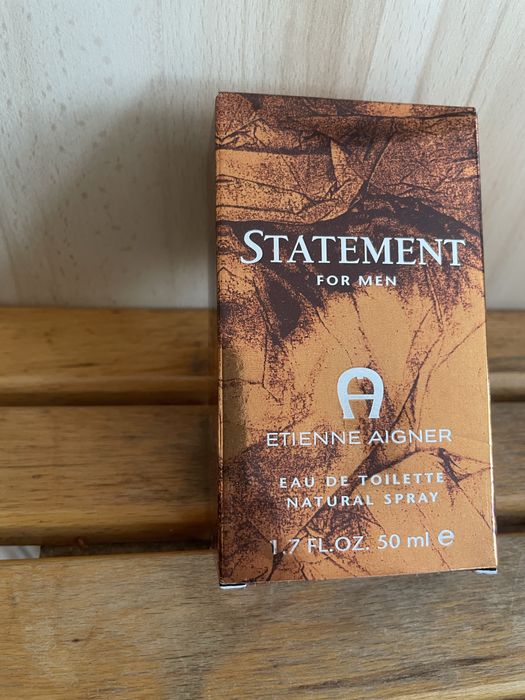 STATEMENT
FOR MEN
ETIENNE AIGNER
EAU DE TOILETTE
NATURAL SPRAY
1.7 FL.OZ. 50 ml ℮